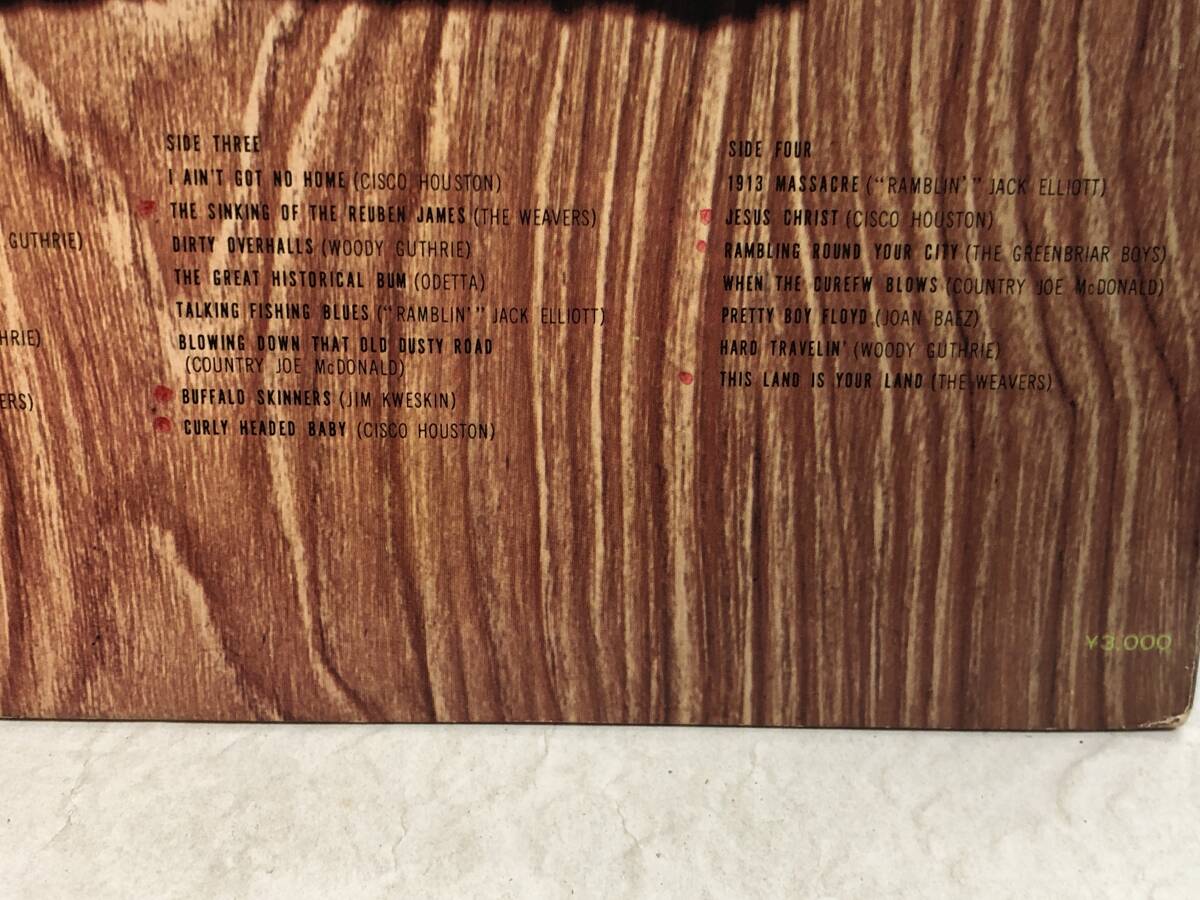 GUTHRIE)
HRIE)
ERS)
SIDE THREE
I AIN'T GOT NO HOME (CISCO HOUSTON)
THE SINKING OF THE REUBEN JAMES (THE WEAVERS)
DIRTY OVERHALLS (WOODY GUTHRIE)
THE GREAT HISTORICAL BUM (ODETTA)
TALKING FISHING BLUES ("RAMBLIN'" JACK ELLIOTT)
BLOWING DOWN THAT OLD DUSTY ROAD
(COUNTRY JOE McDONALD)
BUFFALO SKINNERS (JIM KWESKIN)
CURLY HEADED BABY (CISCO HOUSTON)
SIDE FOUR
1913 MASSACRE ("RAMBLIN'" JACK ELLIOTT)
JESUS CHRIST (CISCO HOUSTON)
RAMBLING ROUND YOUR CITY (THE GREENBRIAR BOYS)
WHEN THE CUREFW BLOWS (COUNTRY JOE McDONALD)
PRETTY BOY FLOYD (JOAN BAEZ)
HARD TRAVELIN' (WOODY GUTHRIE)
THIS LAND IS YOUR LAND (THE WEAVERS)
¥3,000